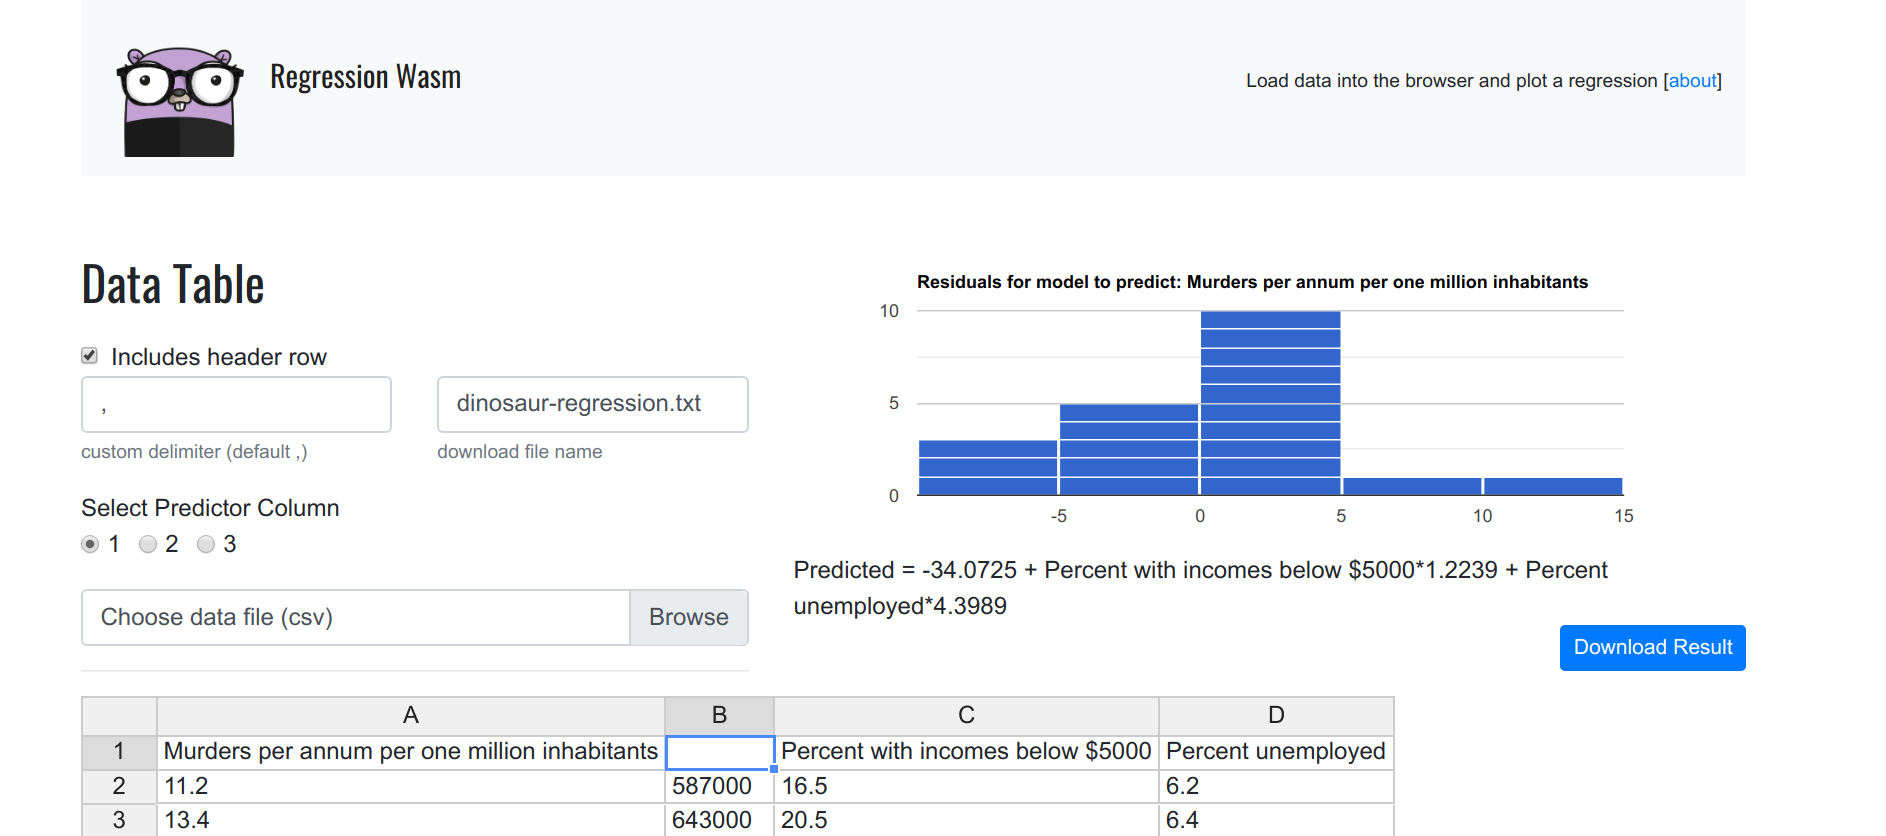 Regression Wasm
Load data into the browser and plot a regression [about]
Data Table
Includes header row
,
dinosaur-regression.txt
custom delimiter (default ,)
download file name
Select Predictor Column
1 2 3
Choose data file (csv)
Browse
Residuals for model to predict: Murders per annum per one million inhabitants
10
5
0
-5 0 5 10 15
Predicted = -34.0725 + Percent with incomes below $5000*1.2239 + Percent
unemployed*4.3989
Download Result
A B C D
1 Murders per annum per one million inhabitants Percent with incomes below $5000 Percent unemployed
2 11.2 587000 16.5 6.2
3 13.4 643000 20.5 6.4